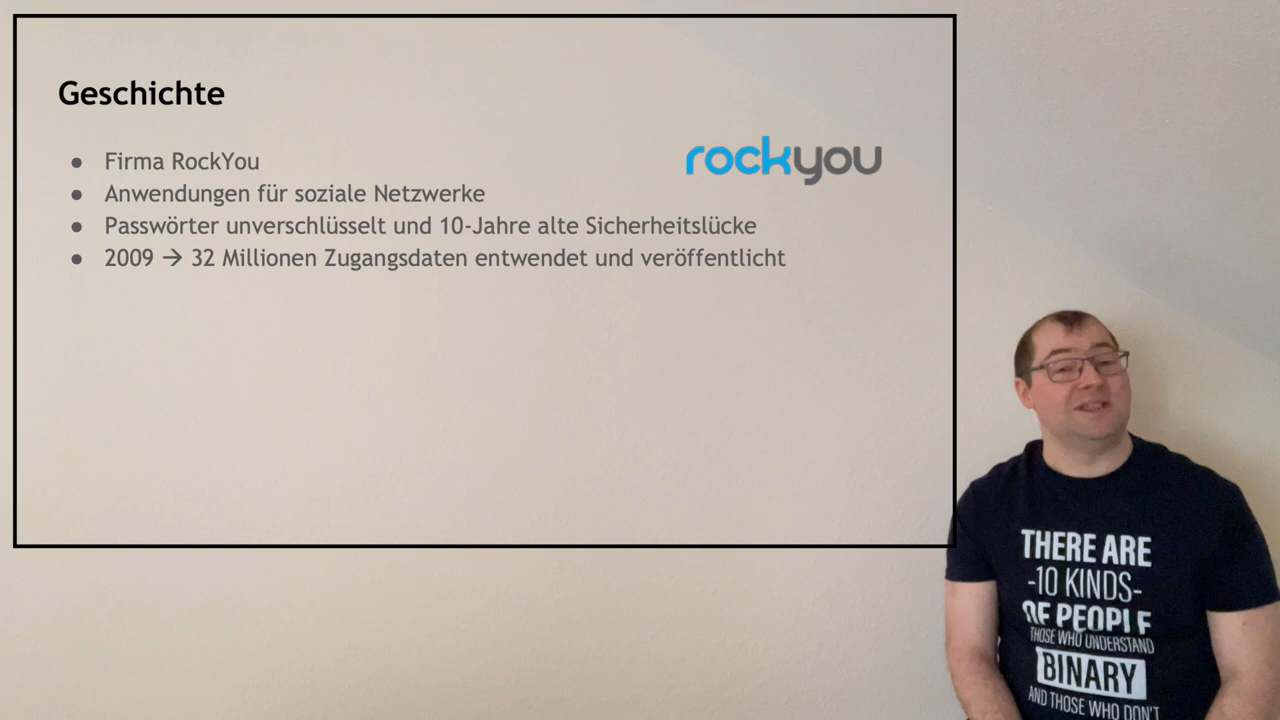 Geschichte
● Firma RockYou
rockyou
● Anwendungen für soziale Netzwerke
● Passwörter unverschlüsselt und 10-Jahre alte Sicherheitslücke
● 2009 → 32 Millionen Zugangsdaten entwendet und veröffentlicht
THERE ARE
-10 KINDS-
OF PEOPLE
THOSE WHO UNDERSTAND
BINARY
AND THOSE WHO DON'T